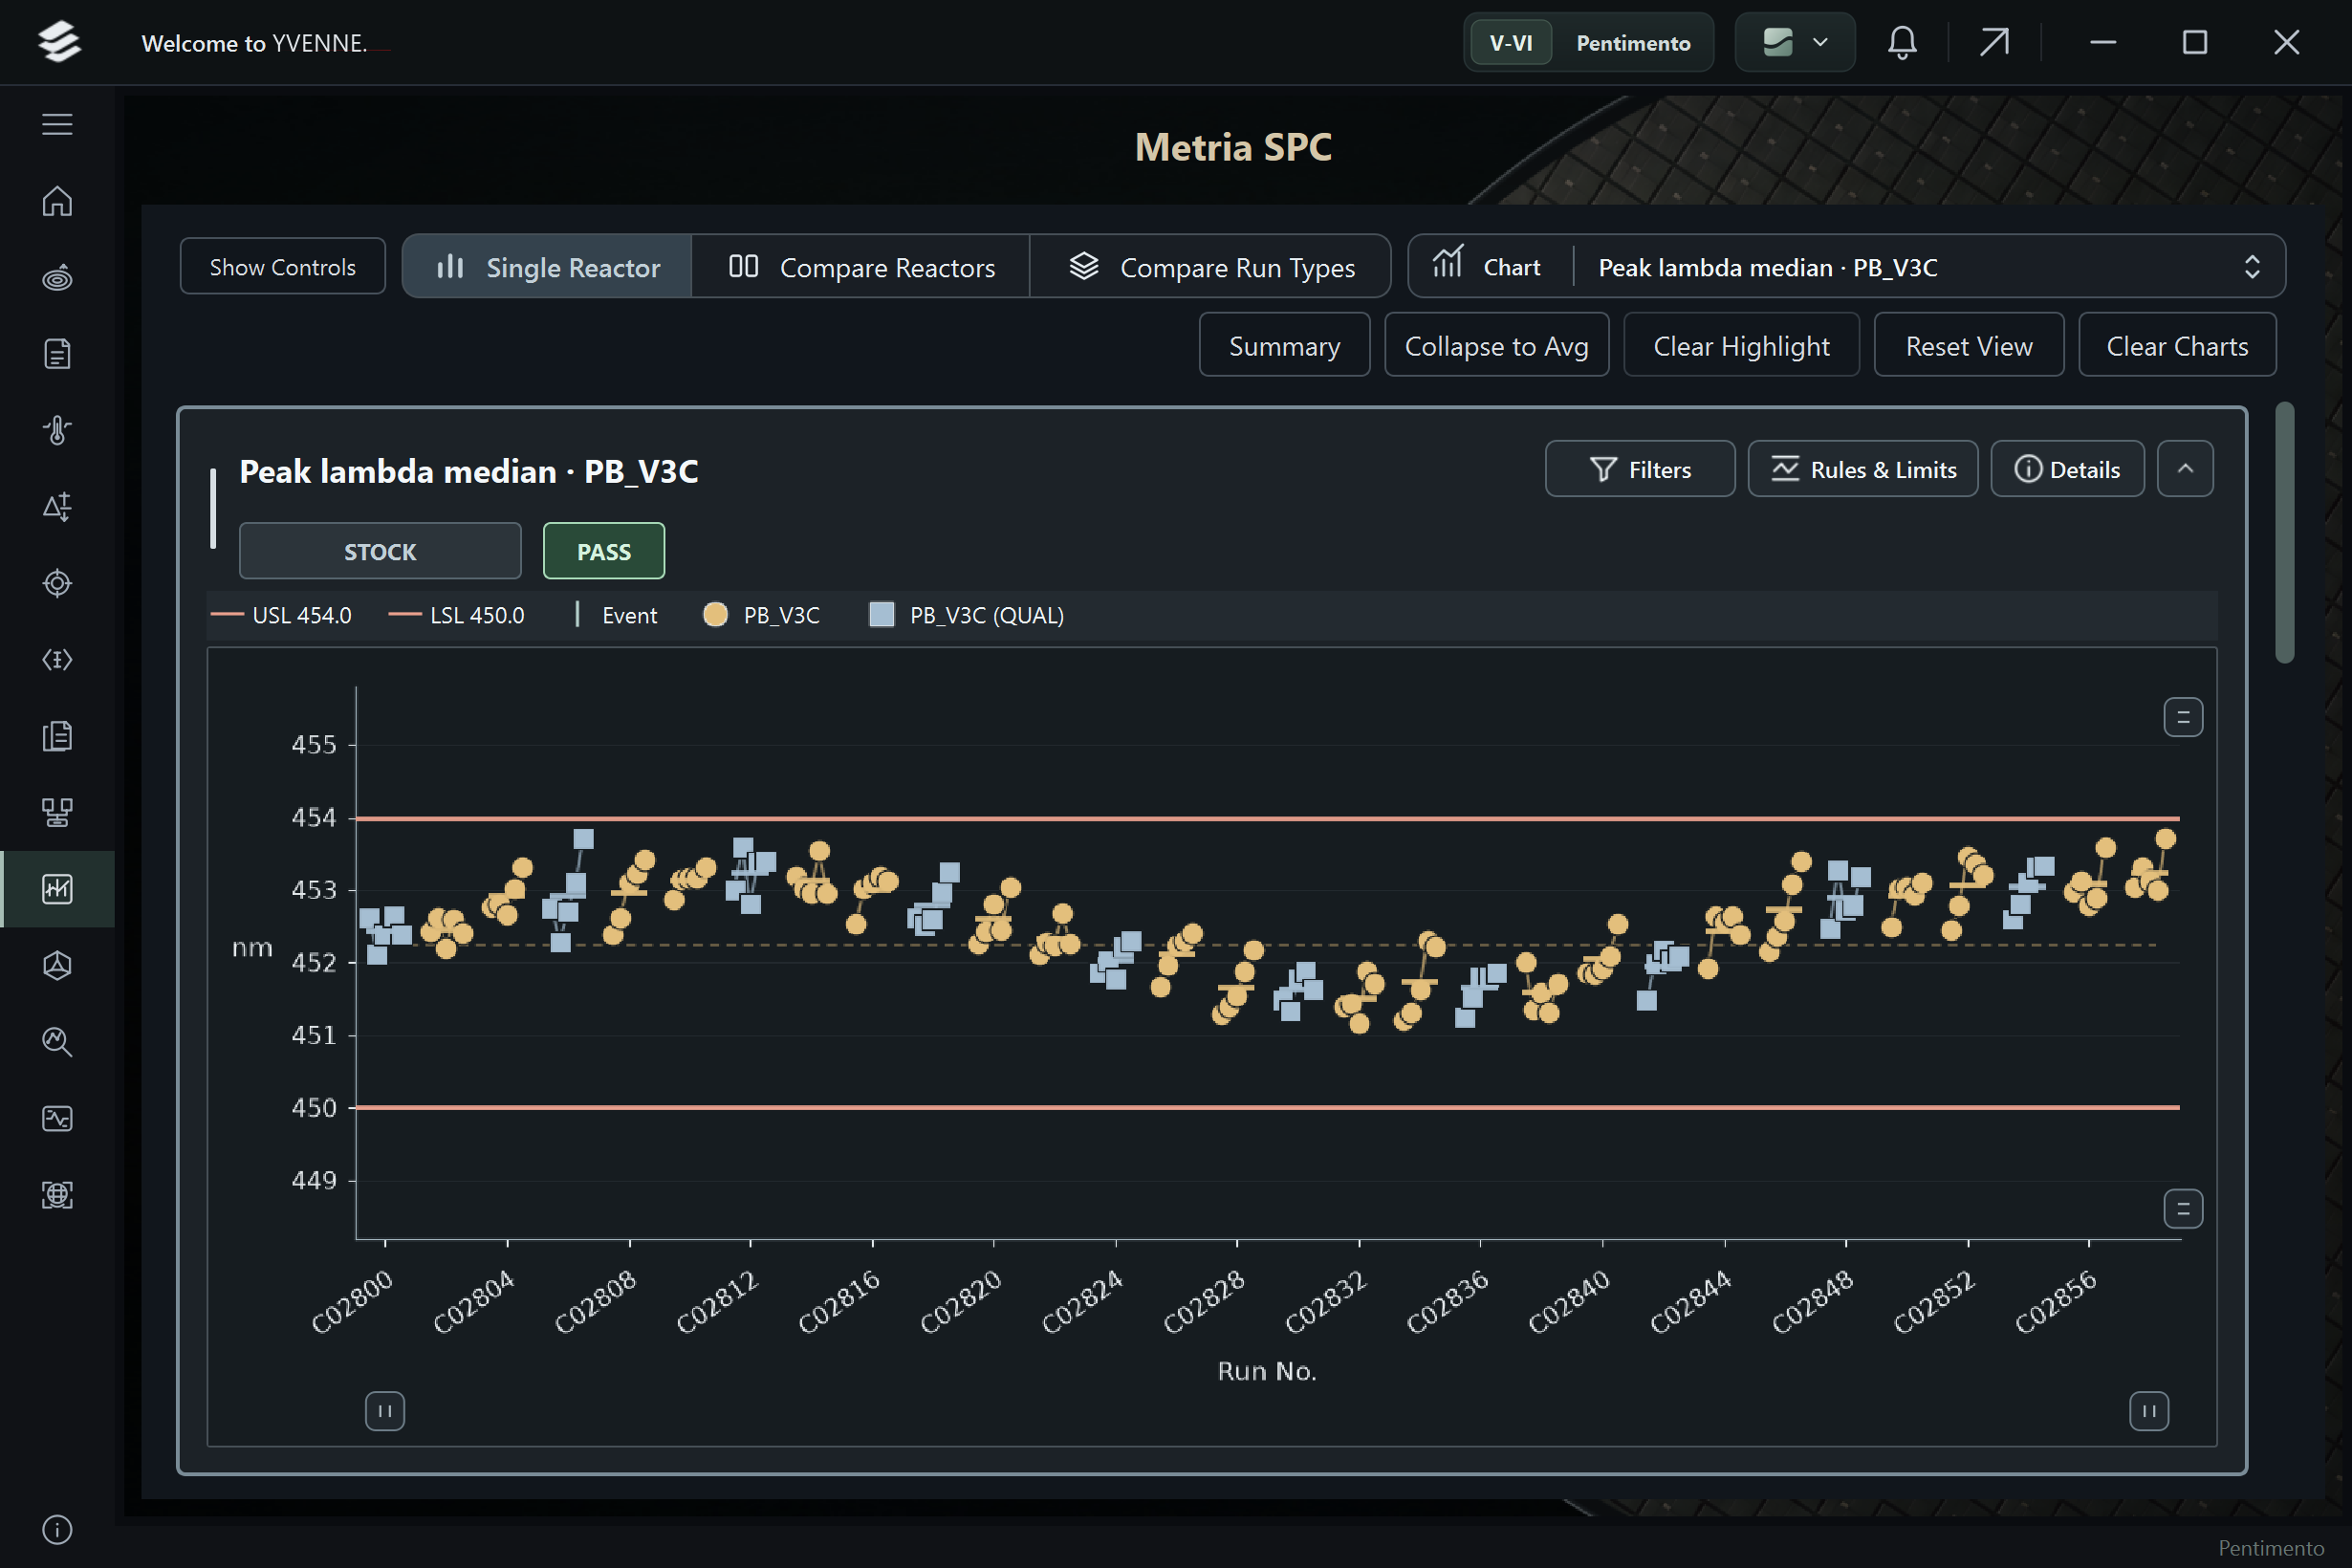 Welcome to YVENNE.
V-VI Pentimento
Metria SPC
Show Controls
Single Reactor
Compare Reactors
Compare Run Types
Chart
Peak lambda median · PB_V3C
Summary
Collapse to Avg
Clear Highlight
Reset View
Clear Charts
Peak lambda median · PB_V3C
Filters
Rules & Limits
Details
STOCK
PASS
USL 454.0
LSL 450.0
Event
PB_V3C
PB_V3C (QUAL)
455
454
453
452
451
450
449
nm
C02800
C02804
C02808
C02812
C02816
C02820
C02824
C02828
C02832
C02836
C02840
C02844
C02848
C02852
C02856
Run No.
Pentimento